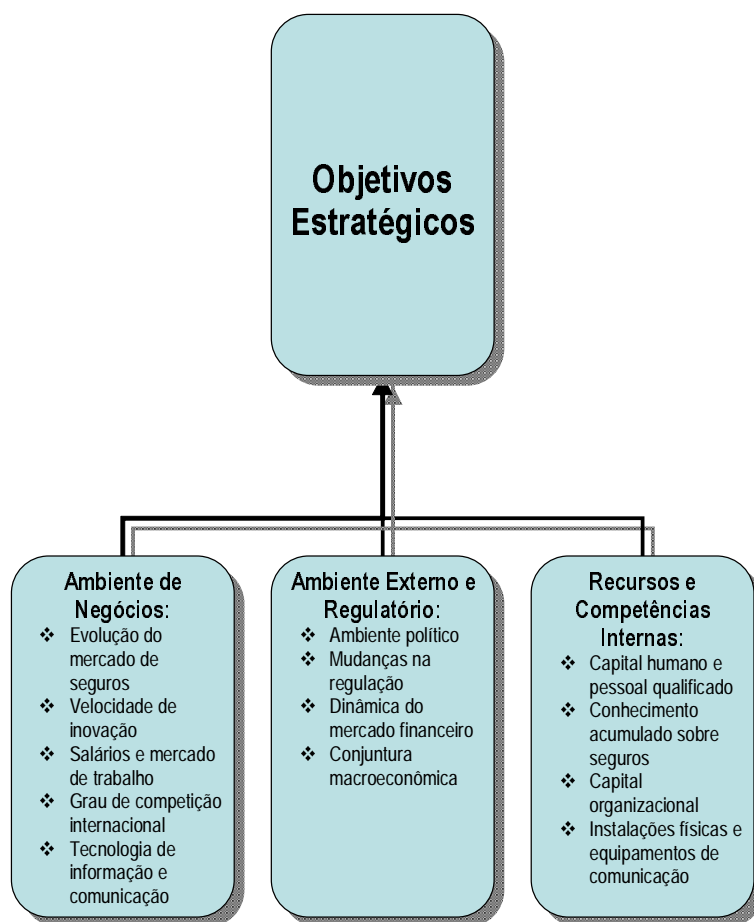 Objetivos
Estratégicos
Ambiente de
Negócios:
❖ Evolução do
mercado de
seguros
❖ Velocidade de
inovação
❖ Salários e mercado
de trabalho
❖ Grau de competição
internacional
❖ Tecnologia de
informação e
comunicação
Ambiente Externo e
Regulatório:
❖ Ambiente político
❖ Mudanças na
regulação
❖ Dinâmica do
mercado financeiro
❖ Conjuntura
macroeconômica
Recursos e
Competências
Internas:
❖ Capital humano e
pessoal qualificado
❖ Conhecimento
acumulado sobre
seguros
❖ Capital
organizacional
❖ Instalações físicas e
equipamentos de
comunicação